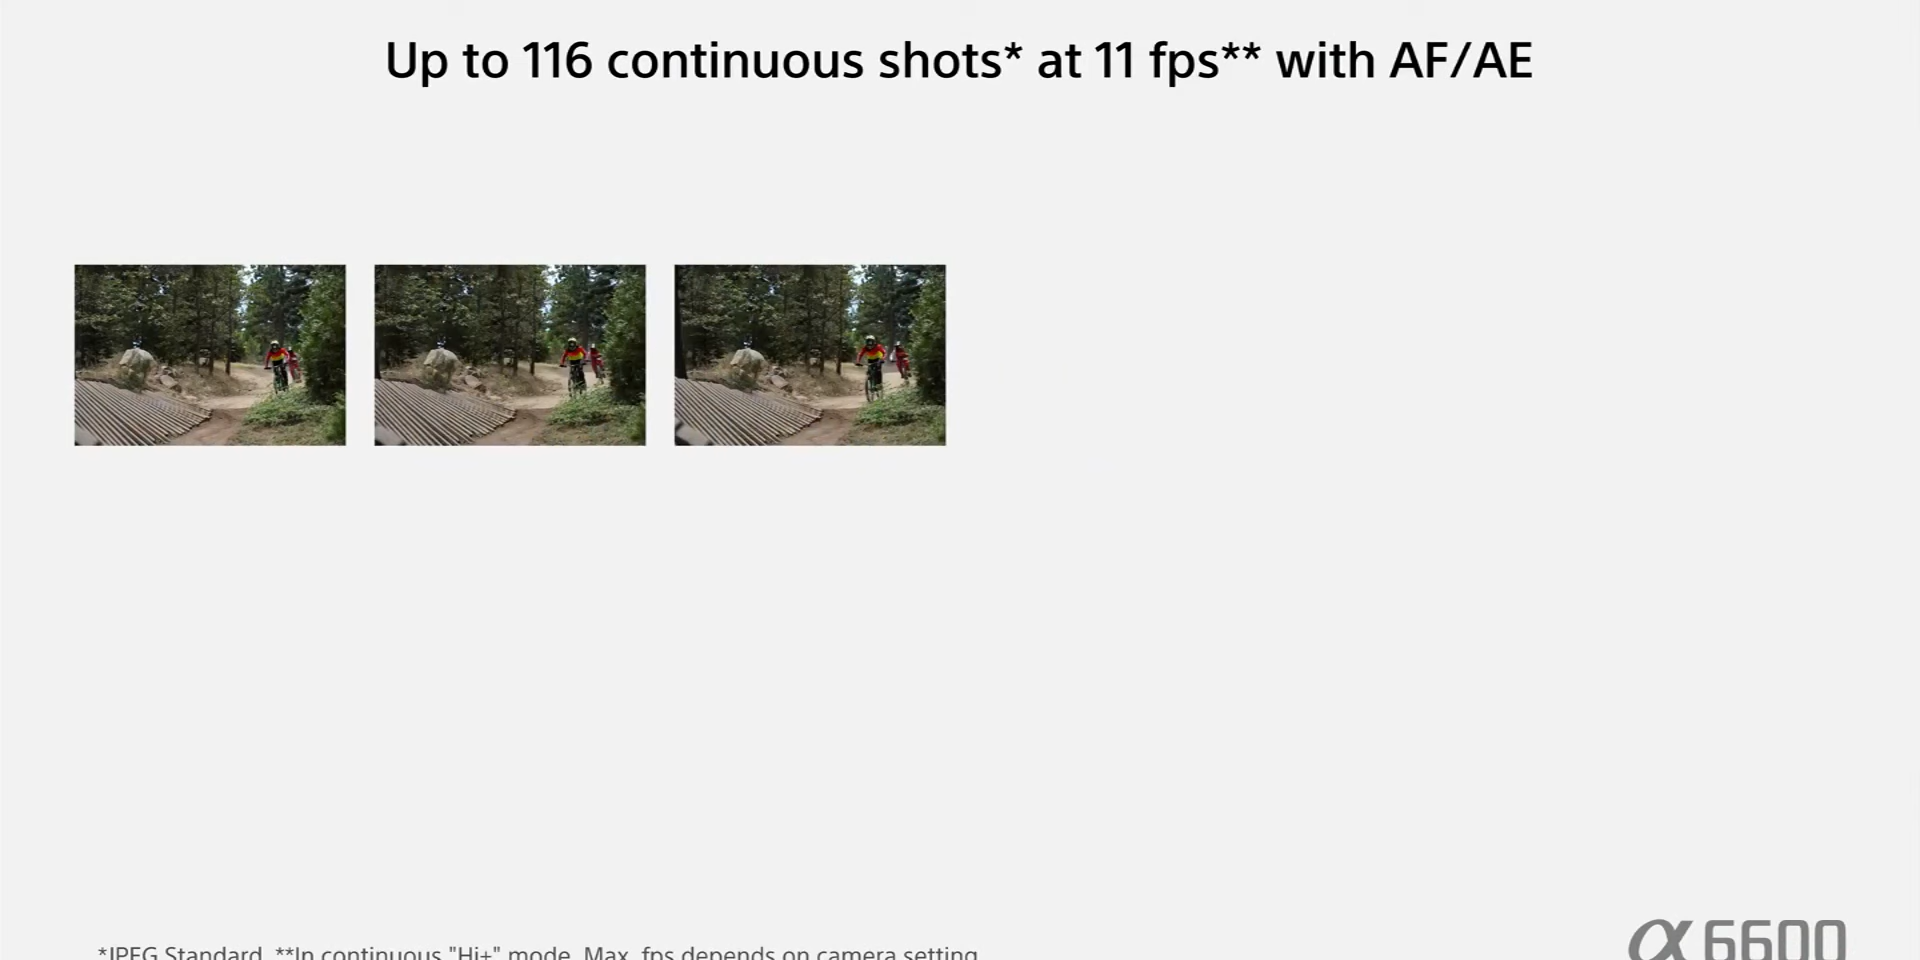 Up to 116 continuous shots* at 11 fps** with AF/AE
*JPEG Standard  **In continuous "Hi+" mode. Max. fps depends on camera setting
α6600